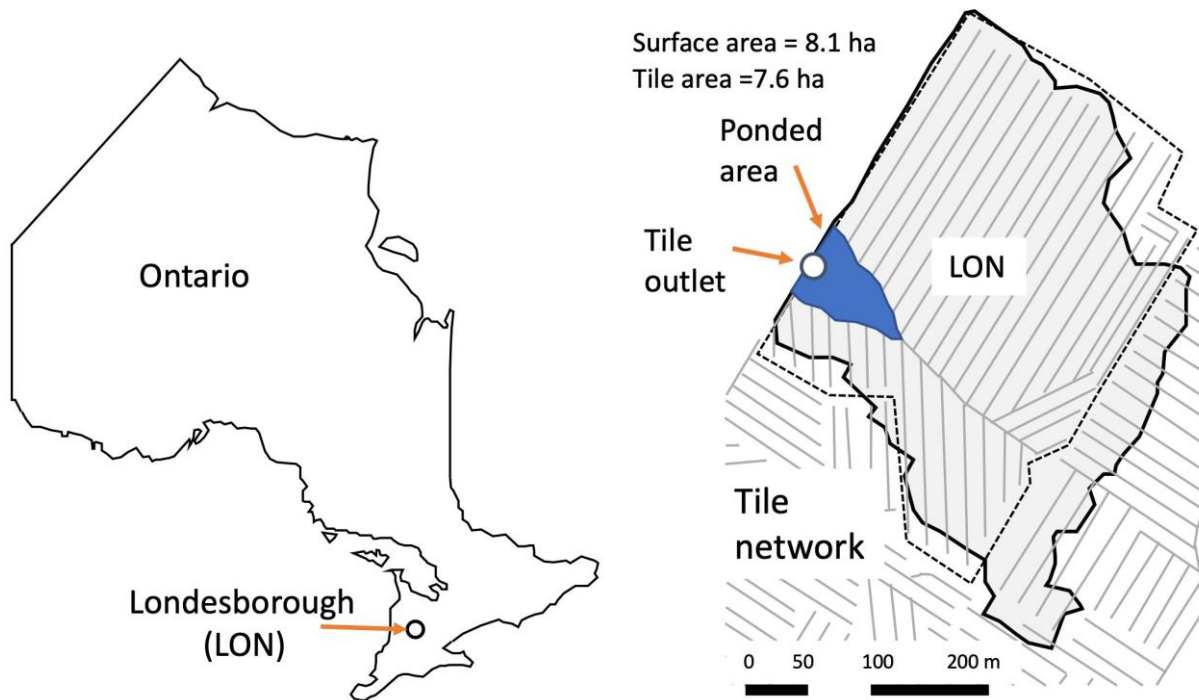 Ontario
Londesborough
(LON)
Surface area = 8.1 ha
Tile area =7.6 ha
Ponded
area
Tile
outlet
LON
Tile
network
0 50 100 200 m